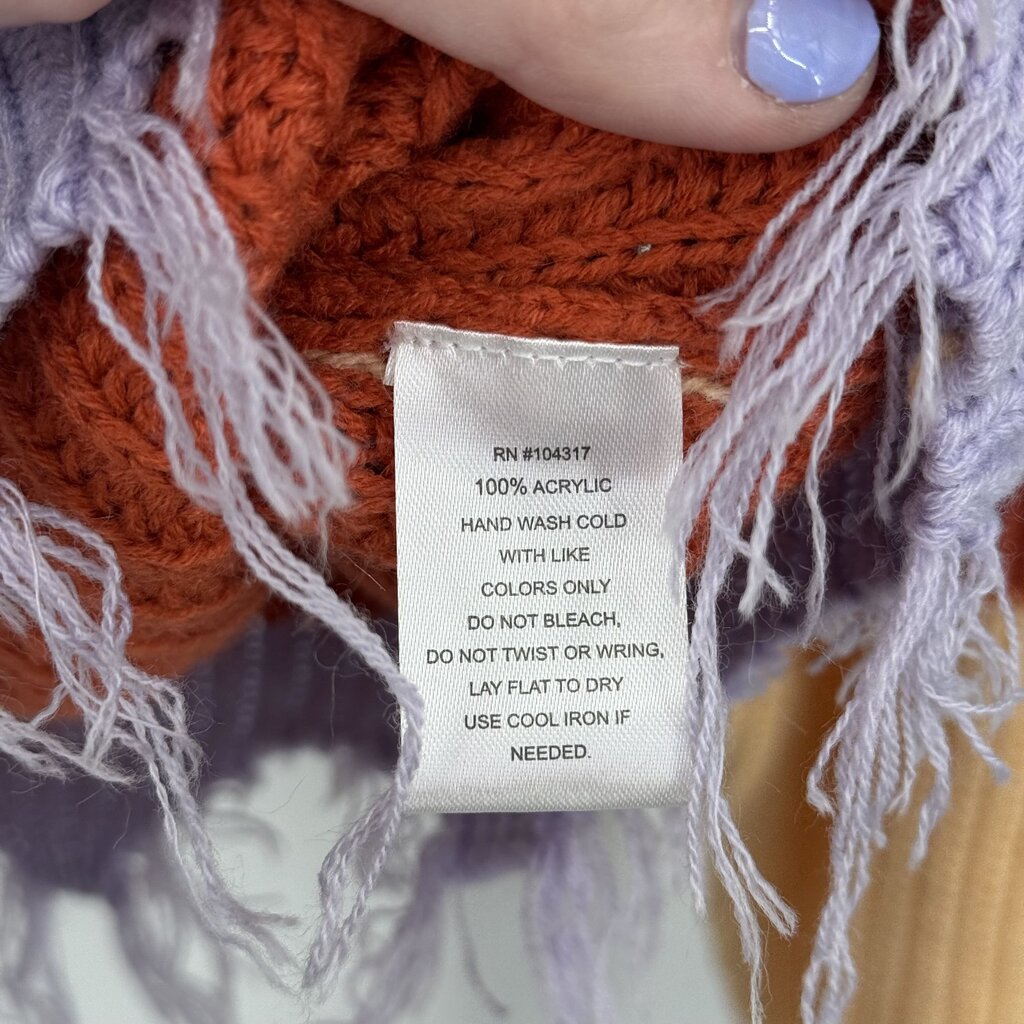 RN #104317
100% ACRYLIC
HAND WASH COLD
WITH LIKE
COLORS ONLY
DO NOT BLEACH,
DO NOT TWIST OR WRING,
LAY FLAT TO DRY
USE COOL IRON IF
NEEDED.